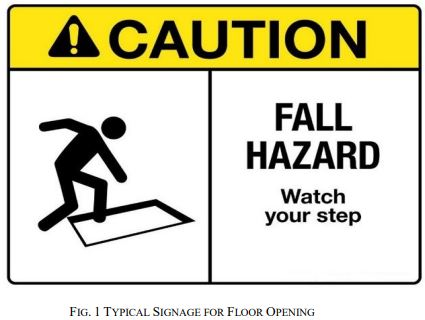 CAUTION
FALL
HAZARD
Watch
your step
FIG. 1 TYPICAL SIGNAGE FOR FLOOR OPENING